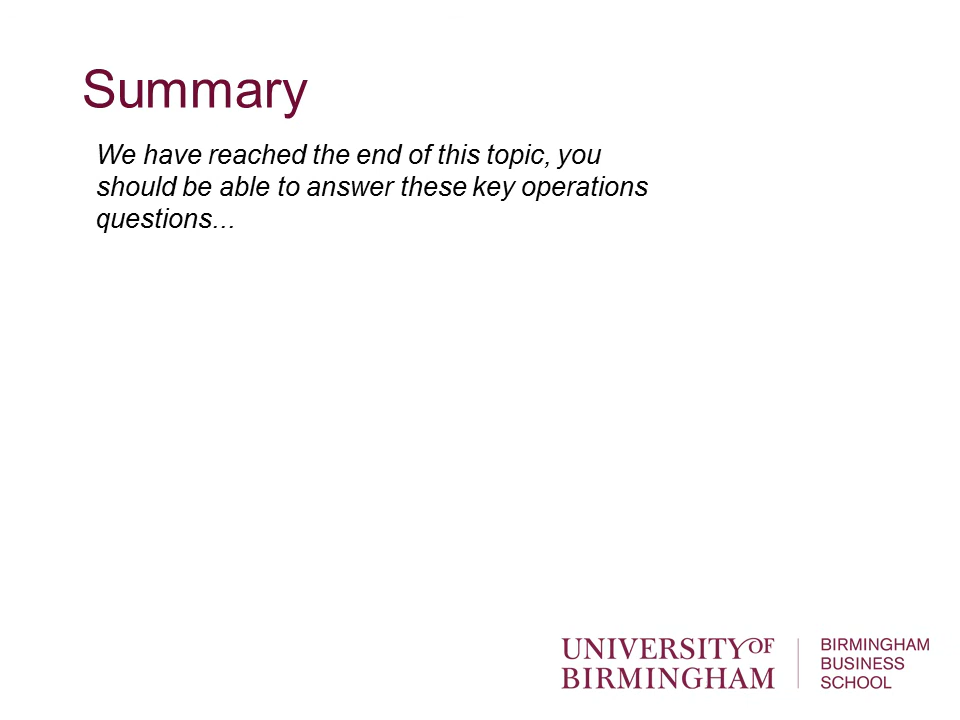 Summary
We have reached the end of this topic, you
should be able to answer these key operations
questions...
UNIVERSITY OF
BIRMINGHAM
BIRMINGHAM
BUSINESS
SCHOOL